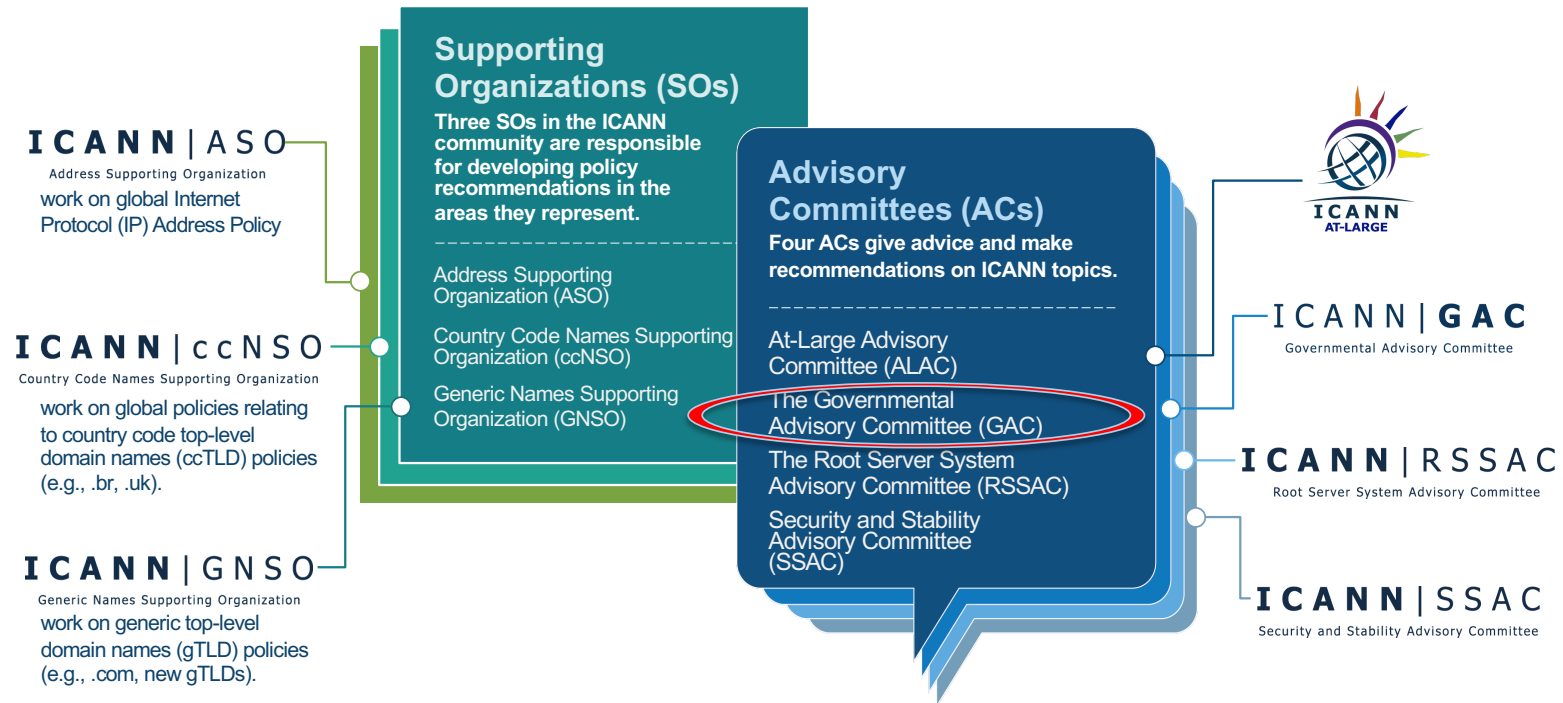 ICANN|ASO
Address Supporting Organization
work on global Internet
Protocol (IP) Address Policy
ICANN|ccNSO
Country Code Names Supporting Organization
work on global policies relating
to country code top-level
domain names (ccTLD) policies
(e.g., .br, .uk).
ICANN|GNSO
Generic Names Supporting Organization
work on generic top-level
domain names (gTLD) policies
(e.g., .com, new gTLDs).
Supporting
Organizations (SOs)
Three SOs in the ICANN
community are responsible
for developing policy
recommendations in the
areas they represent.
Address Supporting
Organization (ASO)
Country Code Names Supporting
Organization (ccNSO)
Generic Names Supporting
Organization (GNSO)
Advisory
Committees (ACs)
Four ACs give advice and make
recommendations on ICANN topics.
At-Large Advisory
Committee (ALAC)
The Governmental
Advisory Committee (GAC)
The Root Server System
Advisory Committee (RSSAC)
Security and Stability
Advisory Committee
(SSAC)
ICANN
AT-LARGE
ICANN|GAC
Governmental Advisory Committee
ICANN|RSSAC
Root Server System Advisory Committee
ICANN|SSAC
Security and Stability Advisory Committee